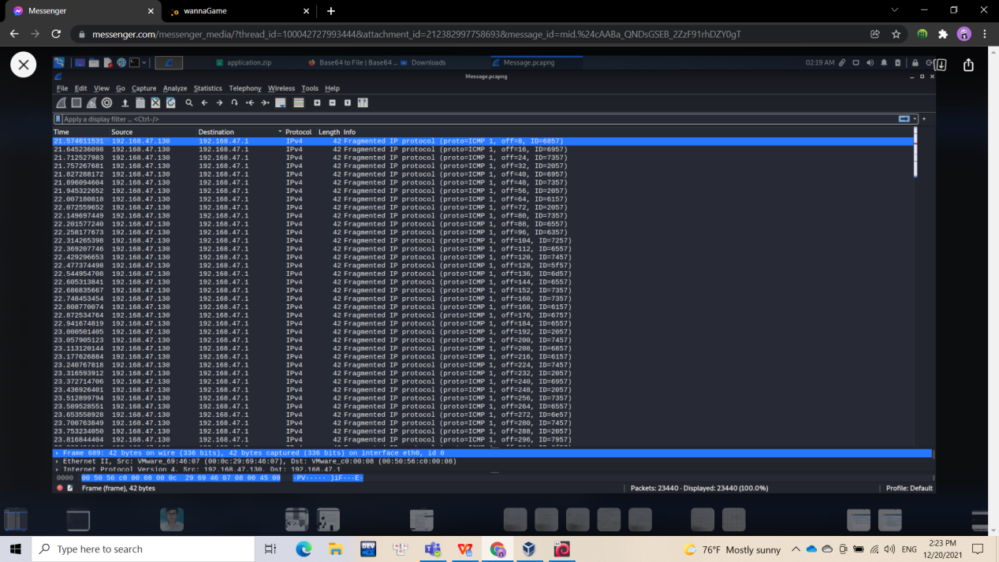 Messenger
wannaGame
messenger.com/messenger_media/?thread_id=100042727993444&attachment_id=212382997758693&message_id=mid.%24cAABa_QNDsGSEB_2ZzF91rhDZY0gT
application.zip
Base64 to File | Base64 ...
Downloads
Message.pcapng
02:19 AM
Message.pcapng
File Edit View Go Capture Analyze Statistics Telephony Wireless Tools Help
Apply a display filter ... <Ctrl-/>
Time Source Destination Protocol Length Info
21.574611531 192.168.47.130 192.168.47.1 IPv4 42 Fragmented IP protocol (proto=ICMP 1, off=8, ID=6857)
21.645236098 192.168.47.130 192.168.47.1 IPv4 42 Fragmented IP protocol (proto=ICMP 1, off=16, ID=6957)
21.712527983 192.168.47.130 192.168.47.1 IPv4 42 Fragmented IP protocol (proto=ICMP 1, off=24, ID=7357)
21.757267681 192.168.47.130 192.168.47.1 IPv4 42 Fragmented IP protocol (proto=ICMP 1, off=32, ID=2057)
21.827288172 192.168.47.130 192.168.47.1 IPv4 42 Fragmented IP protocol (proto=ICMP 1, off=40, ID=6957)
21.896094604 192.168.47.130 192.168.47.1 IPv4 42 Fragmented IP protocol (proto=ICMP 1, off=48, ID=7357)
21.945322652 192.168.47.130 192.168.47.1 IPv4 42 Fragmented IP protocol (proto=ICMP 1, off=56, ID=2057)
22.007180818 192.168.47.130 192.168.47.1 IPv4 42 Fragmented IP protocol (proto=ICMP 1, off=64, ID=6157)
22.072559652 192.168.47.130 192.168.47.1 IPv4 42 Fragmented IP protocol (proto=ICMP 1, off=72, ID=2057)
22.149697449 192.168.47.130 192.168.47.1 IPv4 42 Fragmented IP protocol (proto=ICMP 1, off=80, ID=7357)
22.201577240 192.168.47.130 192.168.47.1 IPv4 42 Fragmented IP protocol (proto=ICMP 1, off=88, ID=6557)
22.258177673 192.168.47.130 192.168.47.1 IPv4 42 Fragmented IP protocol (proto=ICMP 1, off=96, ID=6357)
22.314265398 192.168.47.130 192.168.47.1 IPv4 42 Fragmented IP protocol (proto=ICMP 1, off=104, ID=7257)
22.369207746 192.168.47.130 192.168.47.1 IPv4 42 Fragmented IP protocol (proto=ICMP 1, off=112, ID=6557)
22.429296653 192.168.47.130 192.168.47.1 IPv4 42 Fragmented IP protocol (proto=ICMP 1, off=120, ID=7457)
22.477374498 192.168.47.130 192.168.47.1 IPv4 42 Fragmented IP protocol (proto=ICMP 1, off=128, ID=5f57)
22.544954708 192.168.47.130 192.168.47.1 IPv4 42 Fragmented IP protocol (proto=ICMP 1, off=136, ID=6d57)
22.605313841 192.168.47.130 192.168.47.1 IPv4 42 Fragmented IP protocol (proto=ICMP 1, off=144, ID=6557)
22.686835667 192.168.47.130 192.168.47.1 IPv4 42 Fragmented IP protocol (proto=ICMP 1, off=152, ID=7357)
22.748453454 192.168.47.130 192.168.47.1 IPv4 42 Fragmented IP protocol (proto=ICMP 1, off=160, ID=7357)
22.808770074 192.168.47.130 192.168.47.1 IPv4 42 Fragmented IP protocol (proto=ICMP 1, off=168, ID=6157)
22.872534764 192.168.47.130 192.168.47.1 IPv4 42 Fragmented IP protocol (proto=ICMP 1, off=176, ID=6757)
22.941674819 192.168.47.130 192.168.47.1 IPv4 42 Fragmented IP protocol (proto=ICMP 1, off=184, ID=6557)
23.000501405 192.168.47.130 192.168.47.1 IPv4 42 Fragmented IP protocol (proto=ICMP 1, off=192, ID=2057)
23.057905123 192.168.47.130 192.168.47.1 IPv4 42 Fragmented IP protocol (proto=ICMP 1, off=200, ID=7457)
23.113120144 192.168.47.130 192.168.47.1 IPv4 42 Fragmented IP protocol (proto=ICMP 1, off=208, ID=6857)
23.177626884 192.168.47.130 192.168.47.1 IPv4 42 Fragmented IP protocol (proto=ICMP 1, off=216, ID=6157)
23.240767818 192.168.47.130 192.168.47.1 IPv4 42 Fragmented IP protocol (proto=ICMP 1, off=224, ID=7457)
23.316593912 192.168.47.130 192.168.47.1 IPv4 42 Fragmented IP protocol (proto=ICMP 1, off=232, ID=2057)
23.372714706 192.168.47.130 192.168.47.1 IPv4 42 Fragmented IP protocol (proto=ICMP 1, off=240, ID=6957)
23.436926401 192.168.47.130 192.168.47.1 IPv4 42 Fragmented IP protocol (proto=ICMP 1, off=248, ID=2057)
23.512899794 192.168.47.130 192.168.47.1 IPv4 42 Fragmented IP protocol (proto=ICMP 1, off=256, ID=7357)
23.589528551 192.168.47.130 192.168.47.1 IPv4 42 Fragmented IP protocol (proto=ICMP 1, off=264, ID=6557)
23.653558928 192.168.47.130 192.168.47.1 IPv4 42 Fragmented IP protocol (proto=ICMP 1, off=272, ID=6e57)
23.700763849 192.168.47.130 192.168.47.1 IPv4 42 Fragmented IP protocol (proto=ICMP 1, off=280, ID=7457)
23.753234050 192.168.47.130 192.168.47.1 IPv4 42 Fragmented IP protocol (proto=ICMP 1, off=288, ID=2057)
23.816844404 192.168.47.130 192.168.47.1 IPv4 42 Fragmented IP protocol (proto=ICMP 1, off=296, ID=7957)
Frame 689: 42 bytes on wire (336 bits), 42 bytes captured (336 bits) on interface eth0, id 0
Ethernet II, Src: VMware_69:46:07 (00:0c:29:69:46:07), Dst: VMware_c0:00:08 (00:50:56:c0:00:08)
Internet Protocol Version 4, Src: 192.168.47.130, Dst: 192.168.47.1
0000 00 50 56 c0 00 08 00 0c 29 69 46 07 08 00 45 00 ·PV····· )iF···E·
Frame (frame), 42 bytes
Packets: 23440 · Displayed: 23440 (100.0%)
Profile: Default
Type here to search
DEV
76°F Mostly sunny
ENG
2:23 PM
12/20/2021